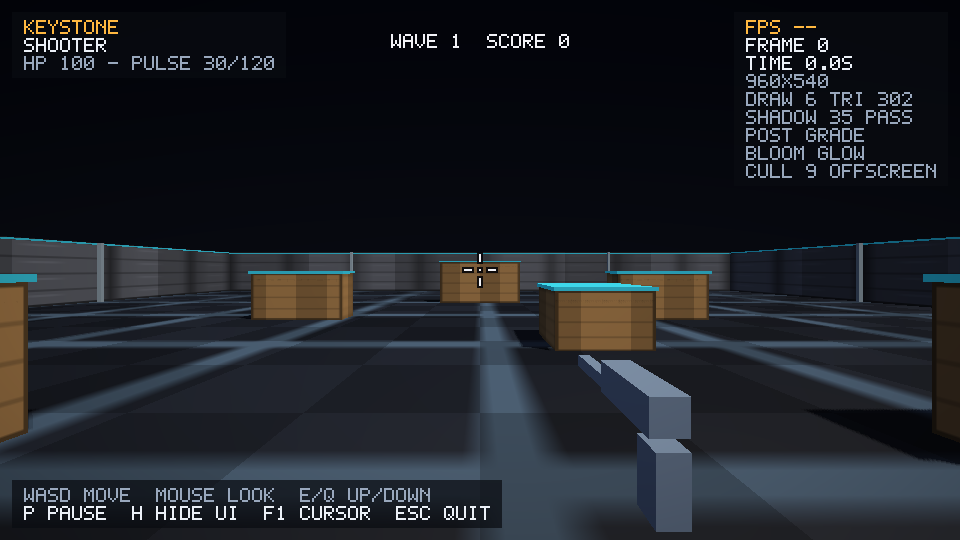 KEYSTONE
SHOOTER
HP 100 - PULSE 30/120
WAVE 1  SCORE 0
FPS --
FRAME 0
TIME 0.0S
960X540
DRAW 6 TRI 302
SHADOW 35 PASS
POST GRADE
BLOOM GLOW
CULL 9 OFFSCREEN
WASD MOVE  MOUSE LOOK  E/Q UP/DOWN
P PAUSE  H HIDE UI  F1 CURSOR  ESC QUIT